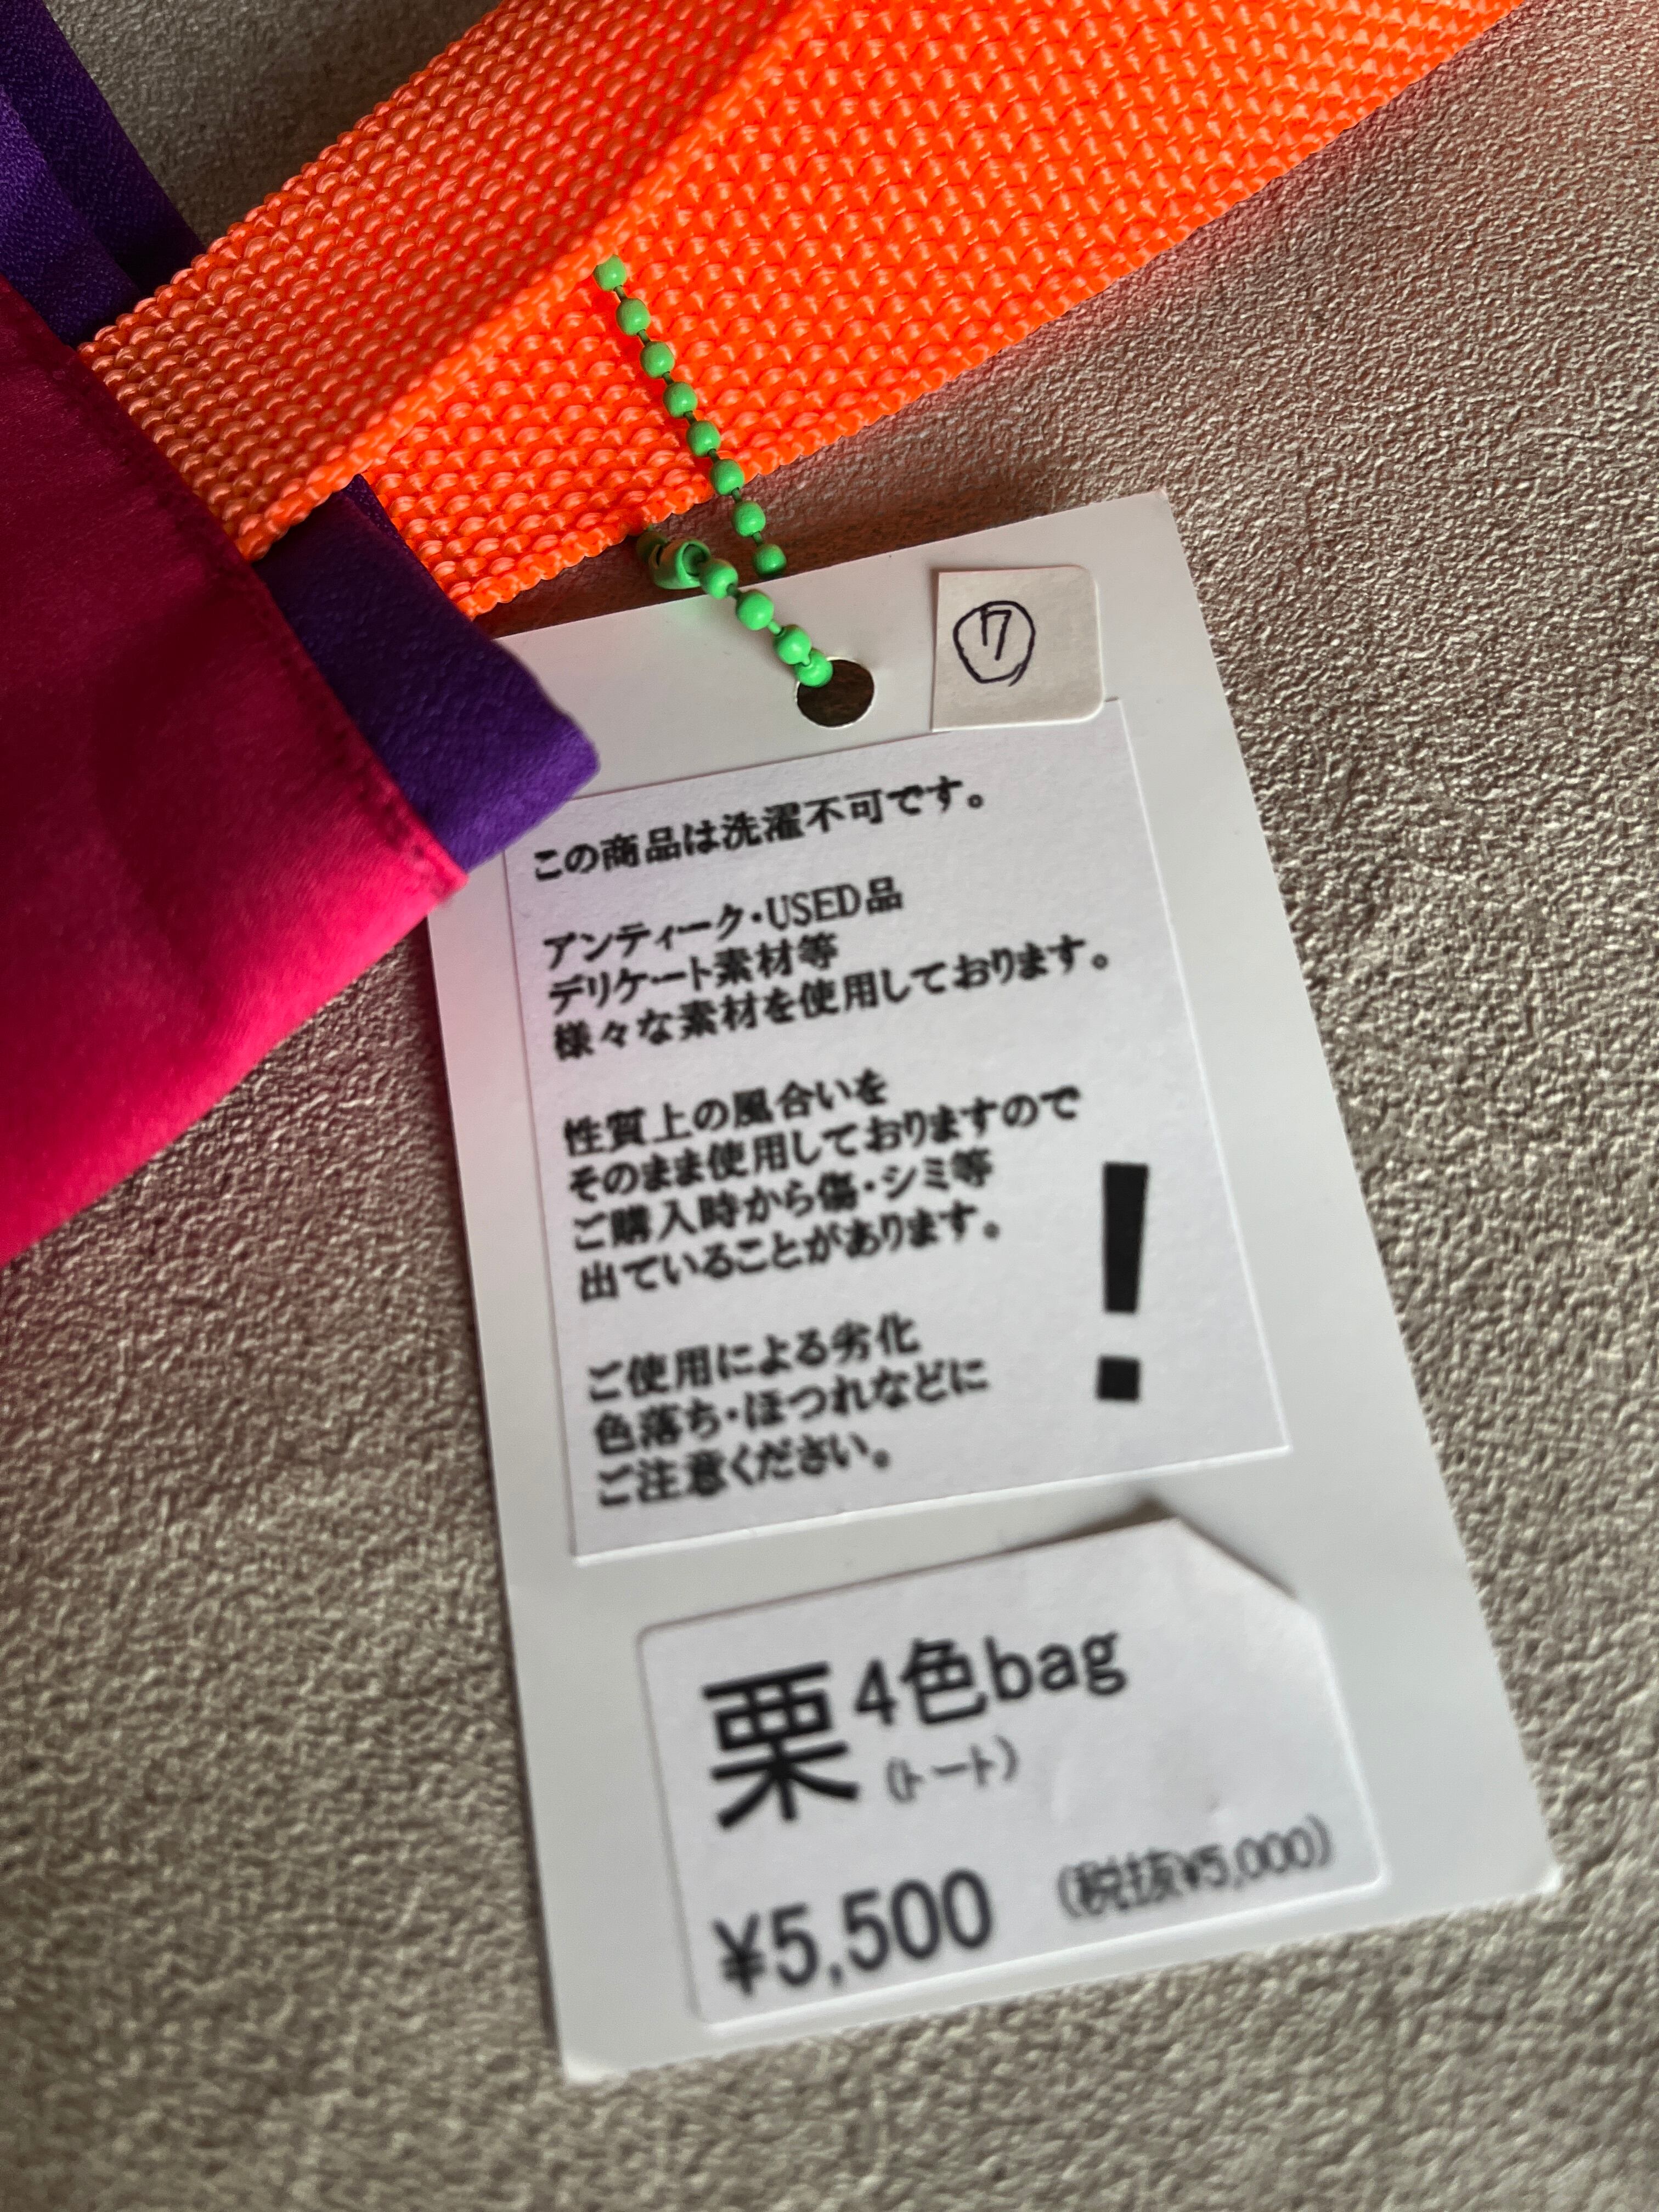 7
この商品は洗濯不可です。
アンティーク・USED品
デリケート素材等
様々な素材を使用しております。
性質上の風合いを
そのまま使用しておりますので
ご購入時から傷・シミ等
出ていることがあります。
ご使用による劣化
色落ち・ほつれなどに
ご注意ください。
!
栗 4色bag
(トート)
¥5,500 (税抜¥5,000)